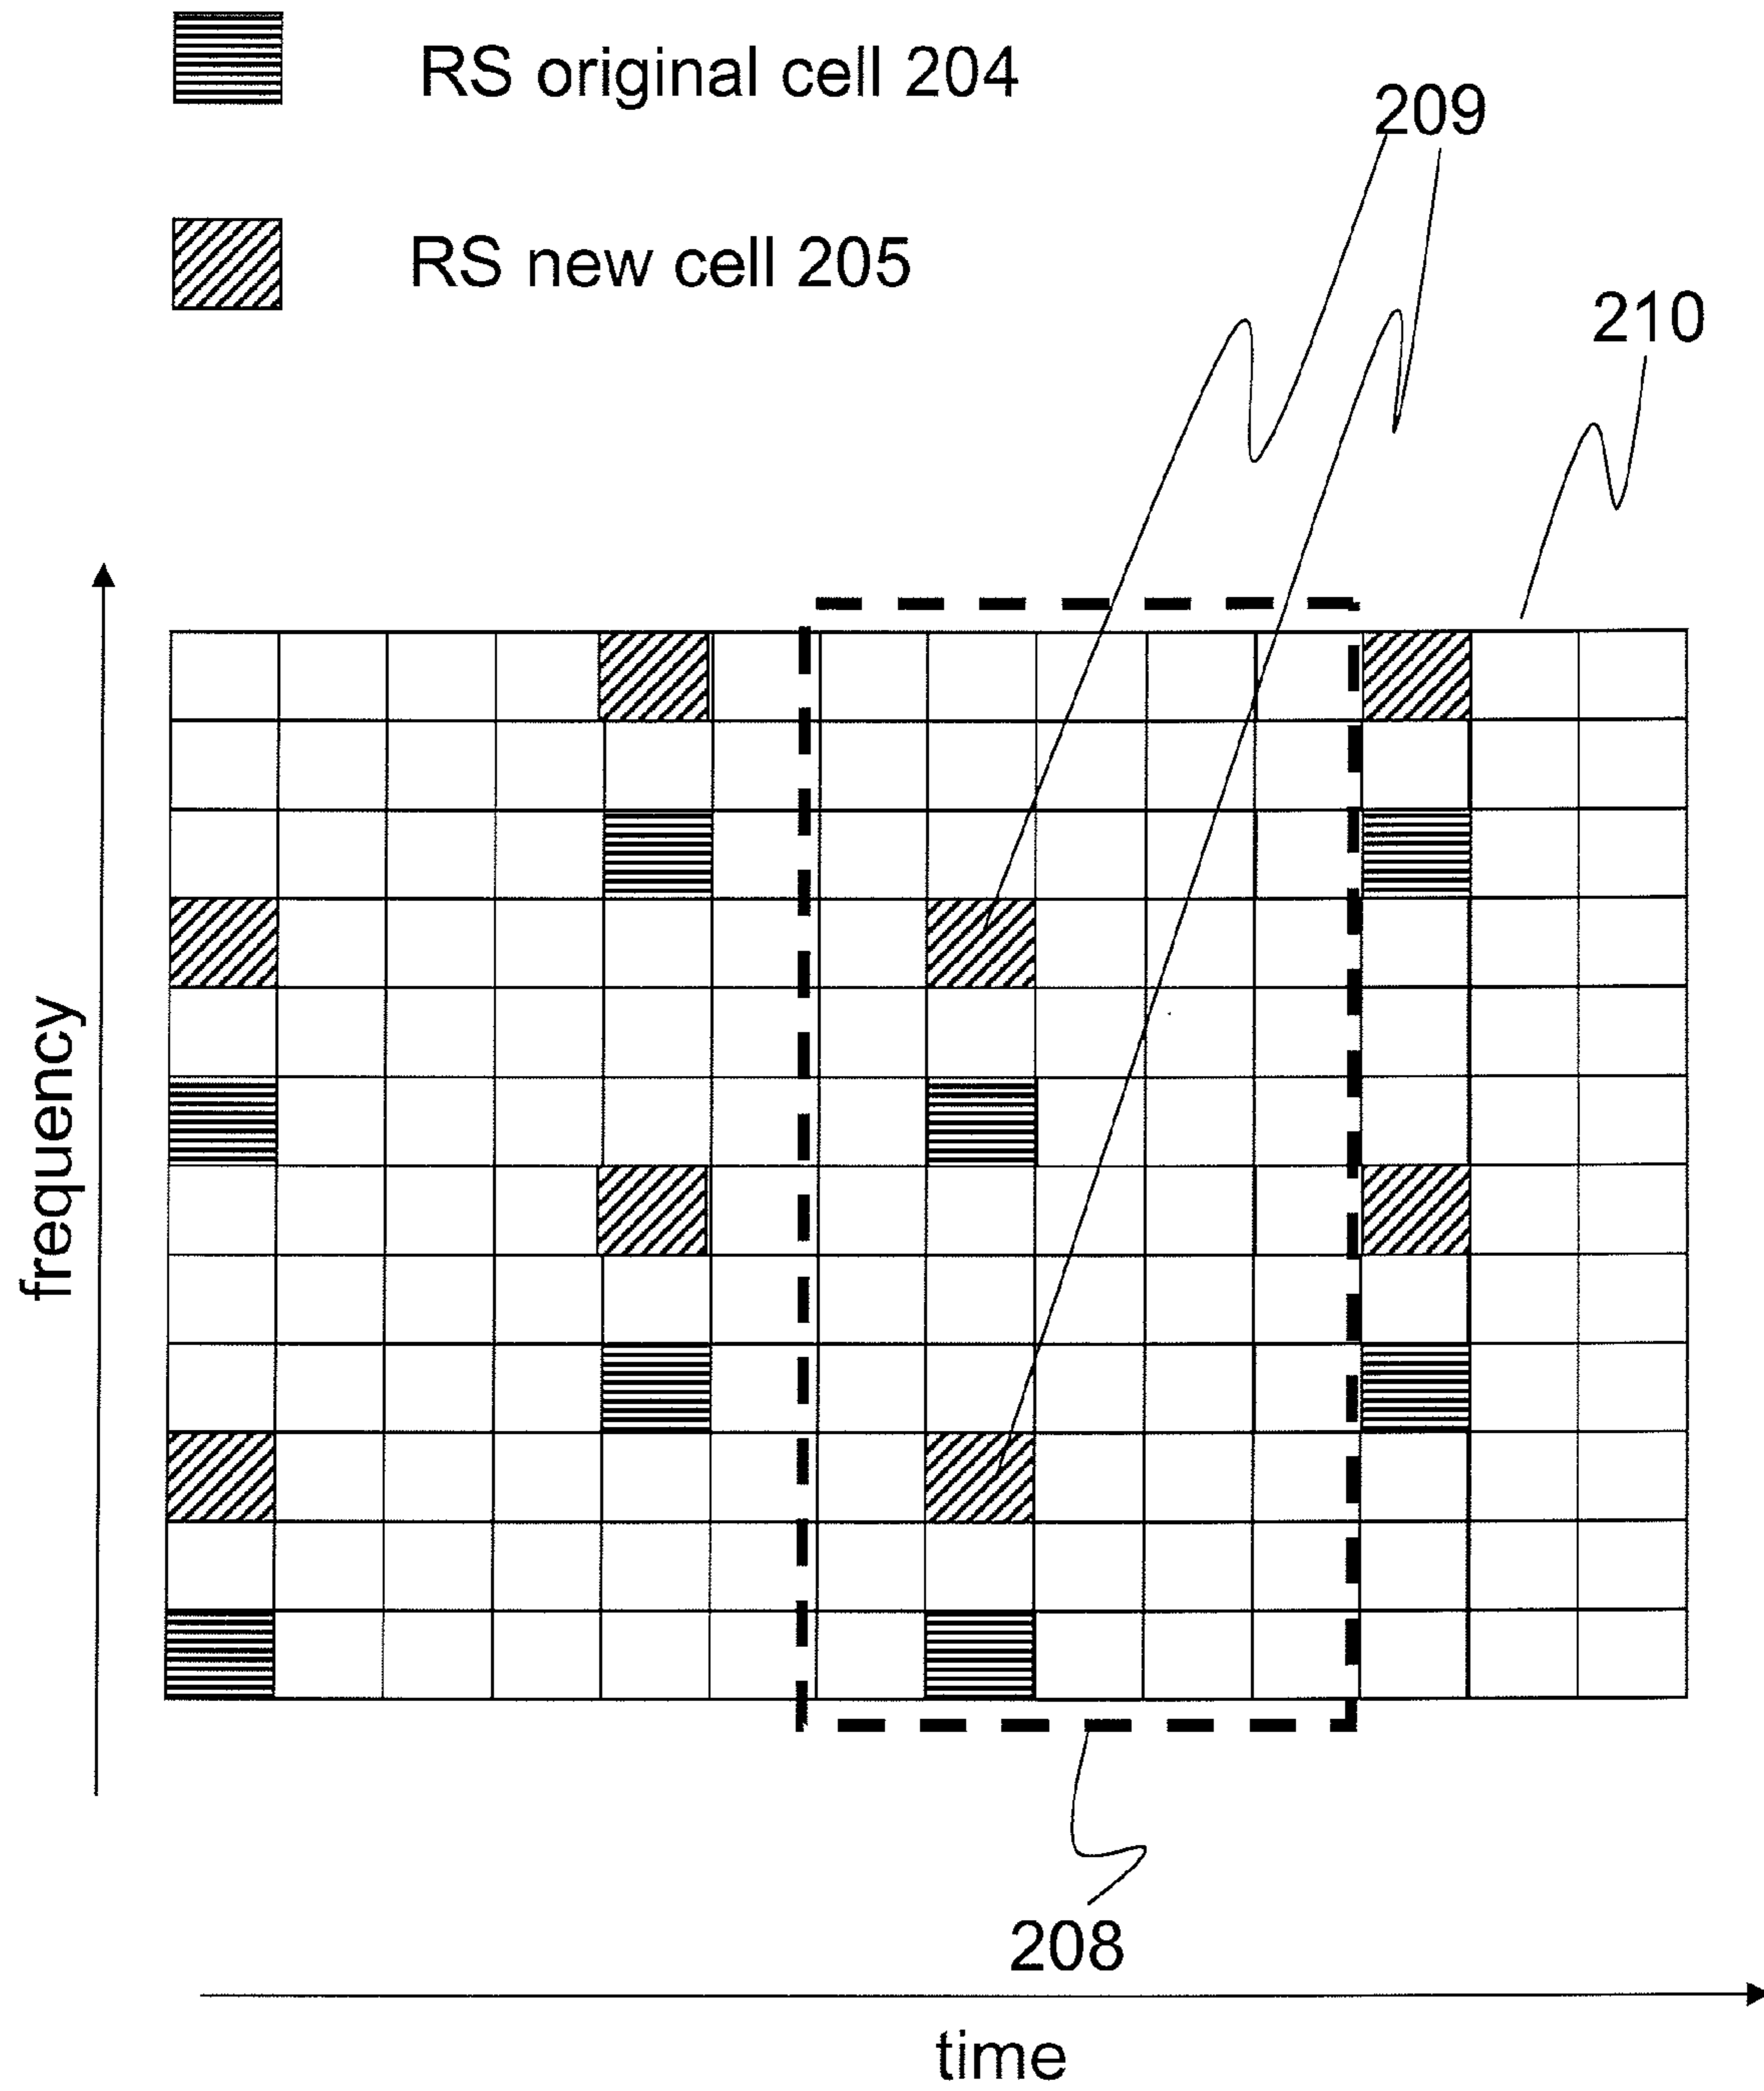 RS original cell 204
209
RS new cell 205
210
frequency
208
time